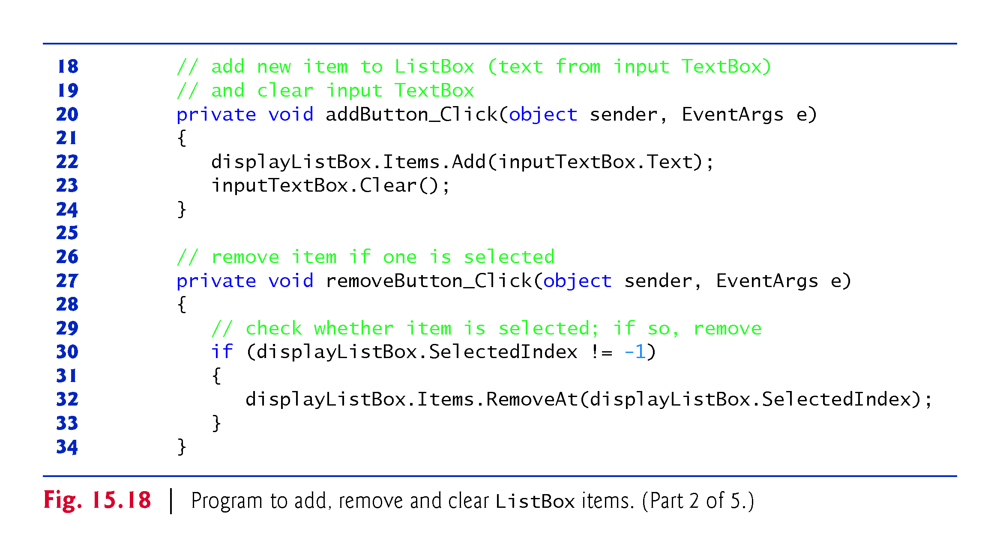 18 // add new item to ListBox (text from input TextBox)
19 // and clear input TextBox
20 private void addButton_Click(object sender, EventArgs e)
21 {
22 displayListBox.Items.Add(inputTextBox.Text);
23 inputTextBox.Clear();
24 }
25
26 // remove item if one is selected
27 private void removeButton_Click(object sender, EventArgs e)
28 {
29 // check whether item is selected; if so, remove
30 if (displayListBox.SelectedIndex != -1)
31 {
32 displayListBox.Items.RemoveAt(displayListBox.SelectedIndex);
33 }
34 }
Fig. 15.18 | Program to add, remove and clear ListBox items. (Part 2 of 5.)